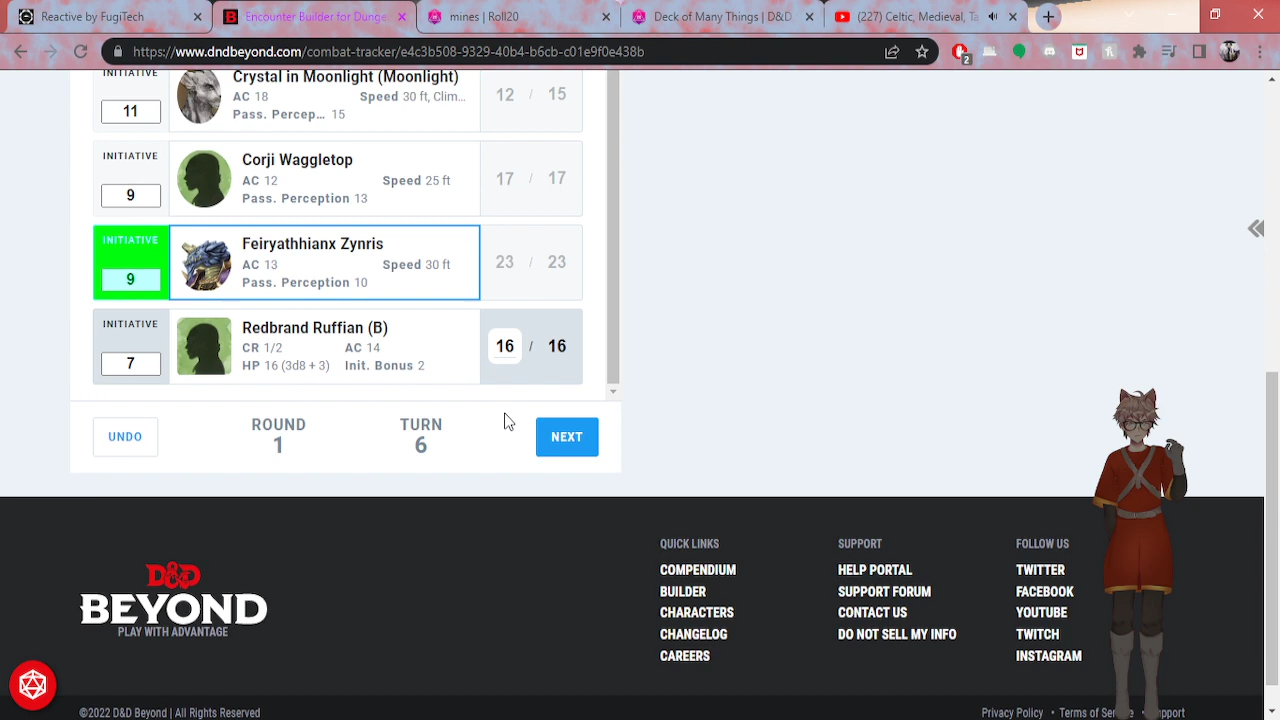 Reactive by FugiTech
Encounter Builder for Dunge
mines | Roll20
Deck of Many Things | D&D
(227) Celtic, Medieval, Ta
https://www.dndbeyond.com/combat-tracker/e4c3b508-9329-40b4-b6cb-c01e9f0e438b
2
INITIATIVE
11
Crystal in Moonlight (Moonlight)
AC 18 Speed 30 ft, Clim...
Pass. Percep... 15
12 / 15
INITIATIVE
9
Corji Waggletop
AC 12 Speed 25 ft
Pass. Perception 13
17 / 17
INITIATIVE
9
Feiryathhianx Zynris
AC 13 Speed 30 ft
Pass. Perception 10
23 / 23
INITIATIVE
7
Redbrand Ruffian (B)
CR 1/2 AC 14
HP 16 (3d8 + 3) Init. Bonus 2
16 / 16
UNDO
ROUND
1
TURN
6
NEXT
D&D
BEYOND
PLAY WITH ADVANTAGE
QUICK LINKS
COMPENDIUM
BUILDER
CHARACTERS
CHANGELOG
CAREERS
SUPPORT
HELP PORTAL
SUPPORT FORUM
CONTACT US
DO NOT SELL MY INFO
FOLLOW US
TWITTER
FACEBOOK
YOUTUBE
TWITCH
INSTAGRAM
©2022 D&D Beyond | All Rights Reserved
Privacy Policy • Terms of